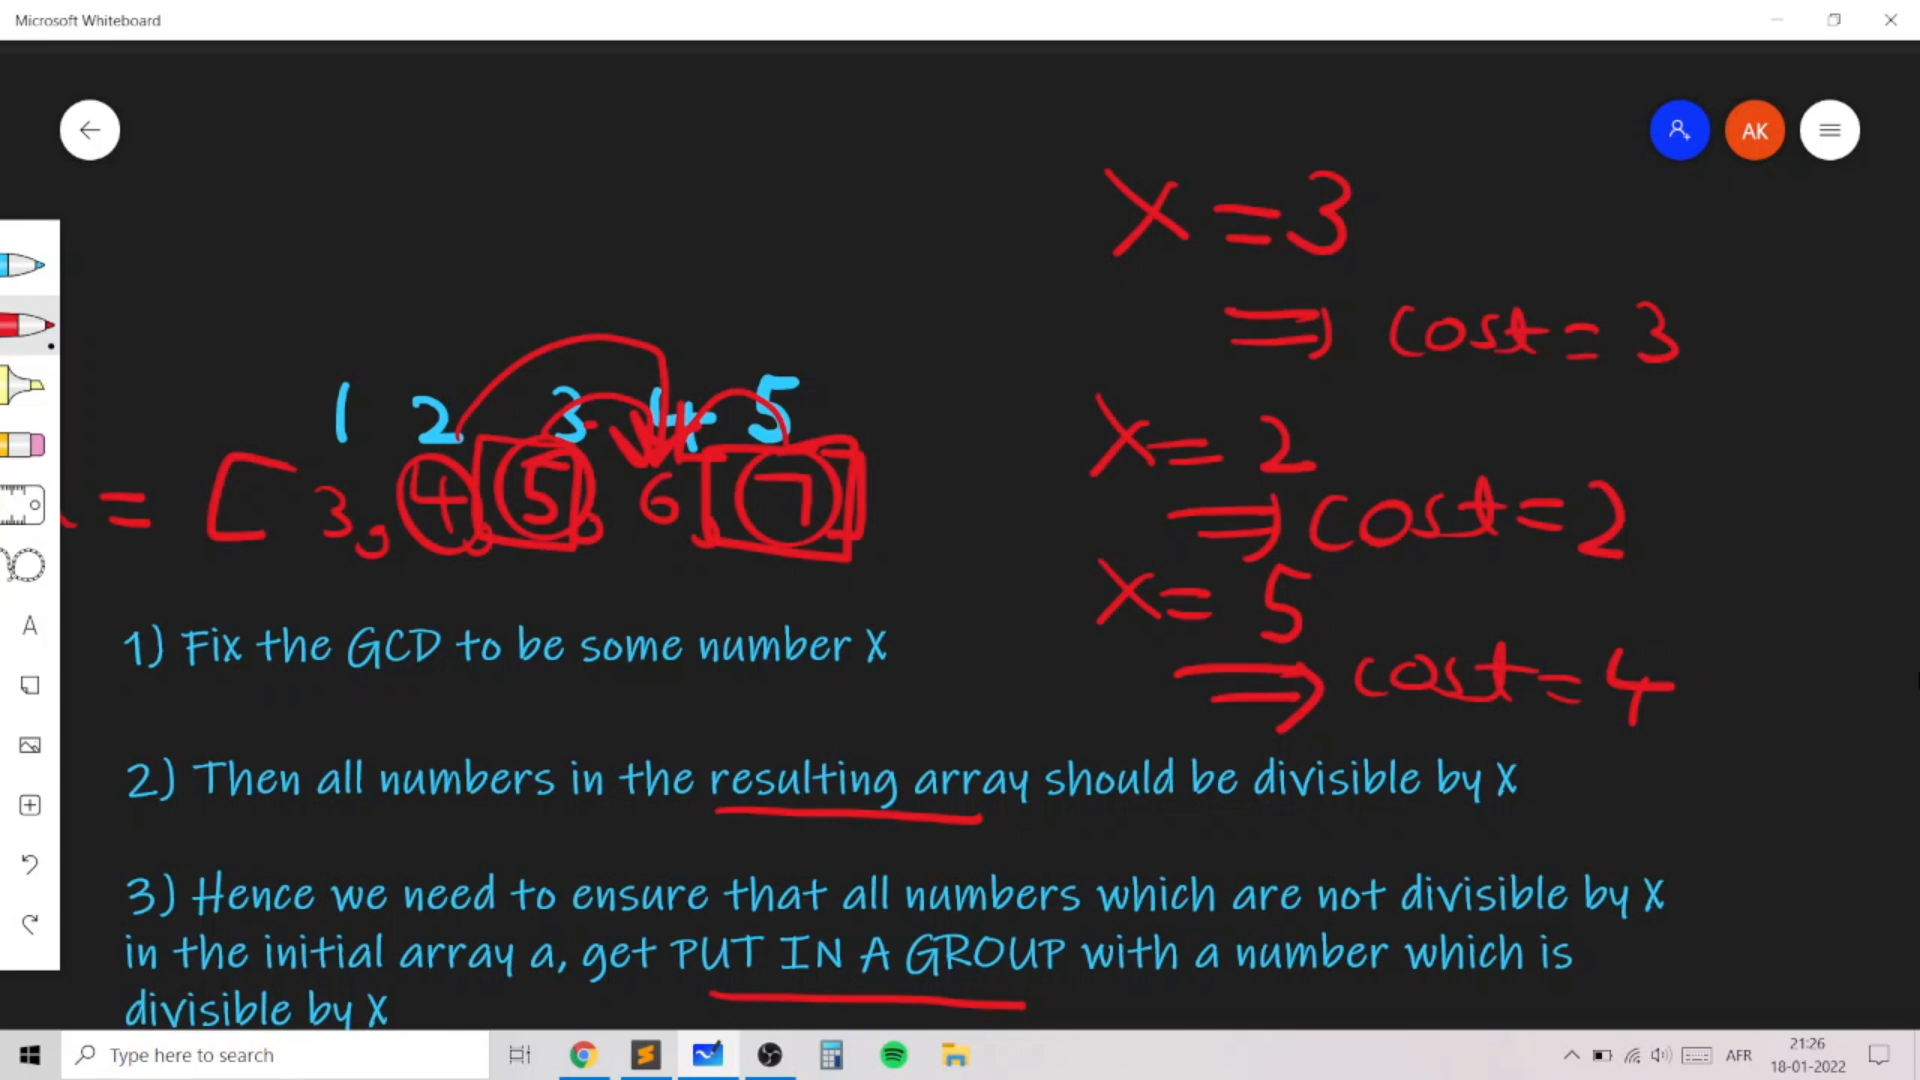 Microsoft Whiteboard
AK
X = 3
⇒ cost = 3
1 2 3 4 5
X = 2
= [ 3, 4, 5, 6, 7
⇒ cost = 2
X = 5
1) Fix the GCD to be some number X
⇒ cost = 4
2) Then all numbers in the resulting array should be divisible by X
3) Hence we need to ensure that all numbers which are not divisible by X
in the initial array a, get PUT IN A GROUP with a number which is
divisible by X
Type here to search
AFR
21:26
18-01-2022